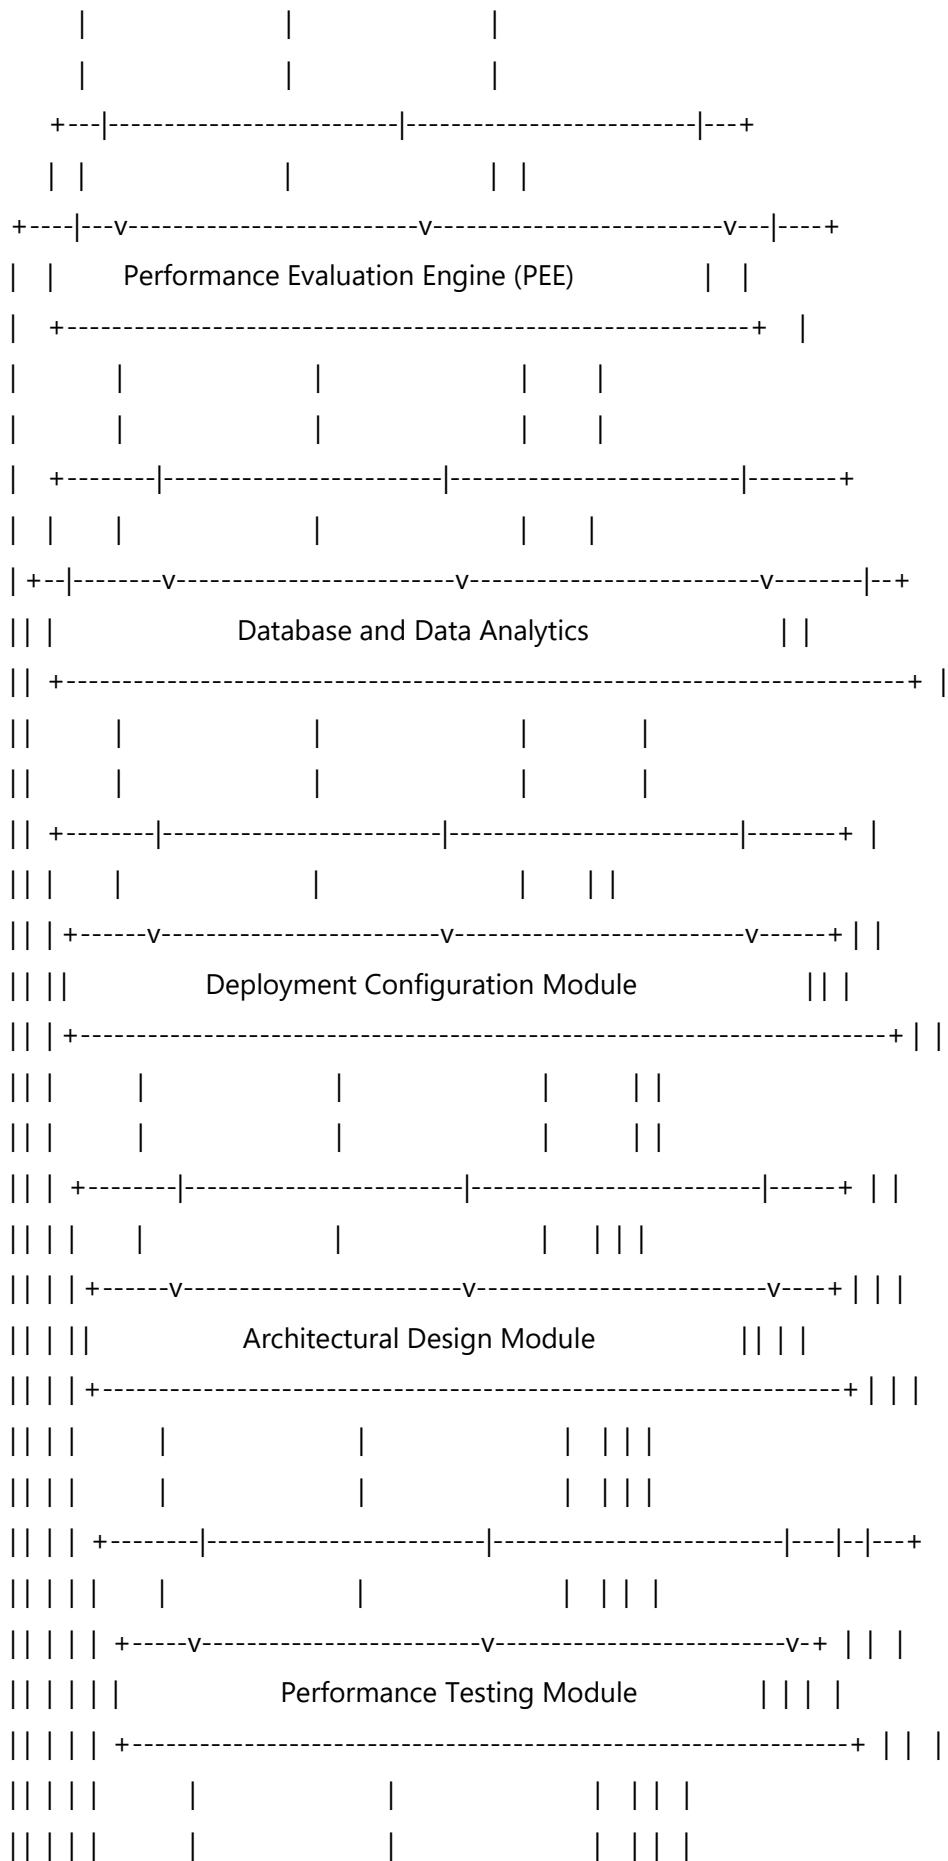 Performance Evaluation Engine (PEE)
Database and Data Analytics
Deployment Configuration Module
Architectural Design Module
Performance Testing Module